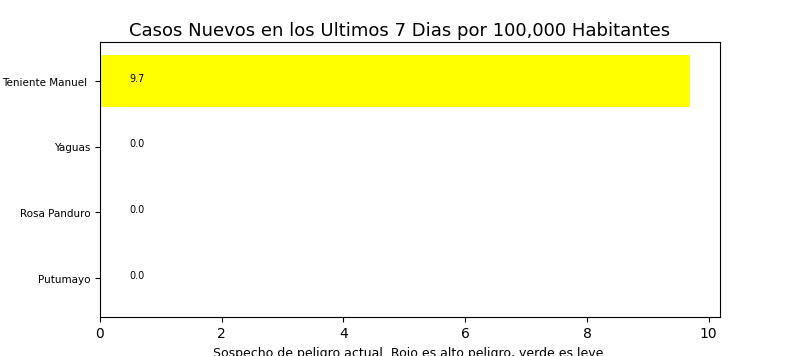 Casos Nuevos en los Ultimos 7 Dias por 100,000 Habitantes
Teniente Manuel 9.7
Yaguas 0.0
Rosa Panduro 0.0
Putumayo 0.0
0 2 4 6 8 10
Sospecho de peligro actual. Rojo es alto peligro, verde es leve